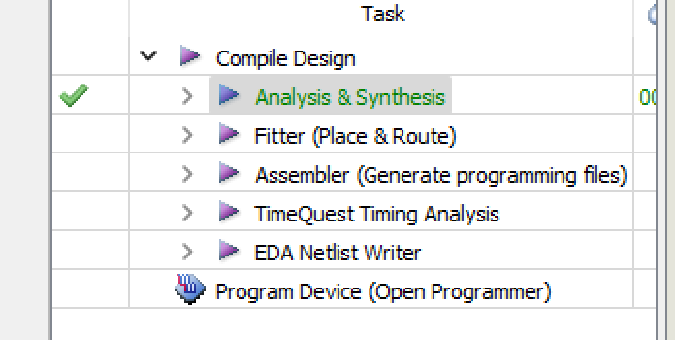 Task
Compile Design
Analysis & Synthesis
Fitter (Place & Route)
Assembler (Generate programming files)
TimeQuest Timing Analysis
EDA Netlist Writer
Program Device (Open Programmer)